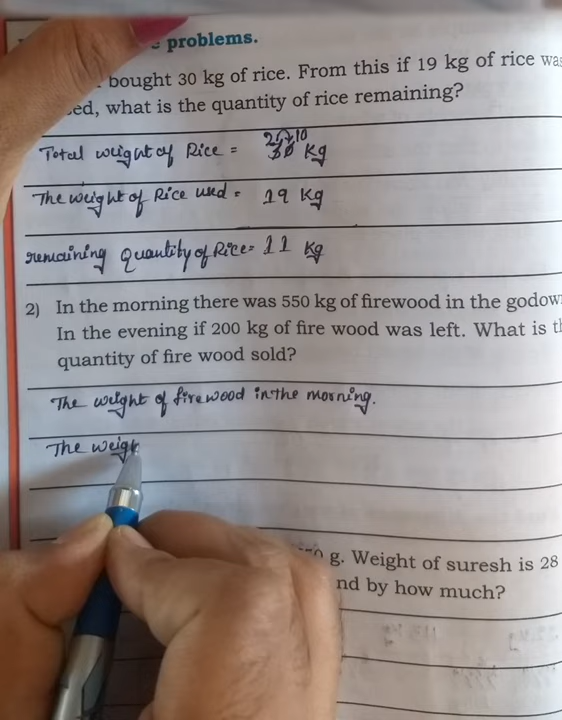 problems.
bought 30 kg of rice. From this if 19 kg of rice was
ed, what is the quantity of rice remaining?
Total weight of Rice = 30 Kg
The weight of Rice used = 19 Kg
remaining Quantity of Rice = 11 Kg
2) In the morning there was 550 kg of firewood in the godow
In the evening if 200 kg of fire wood was left. What is th
quantity of fire wood sold?
The weight of firewood in the morning.
The weigh
g. Weight of suresh is 28
nd by how much?